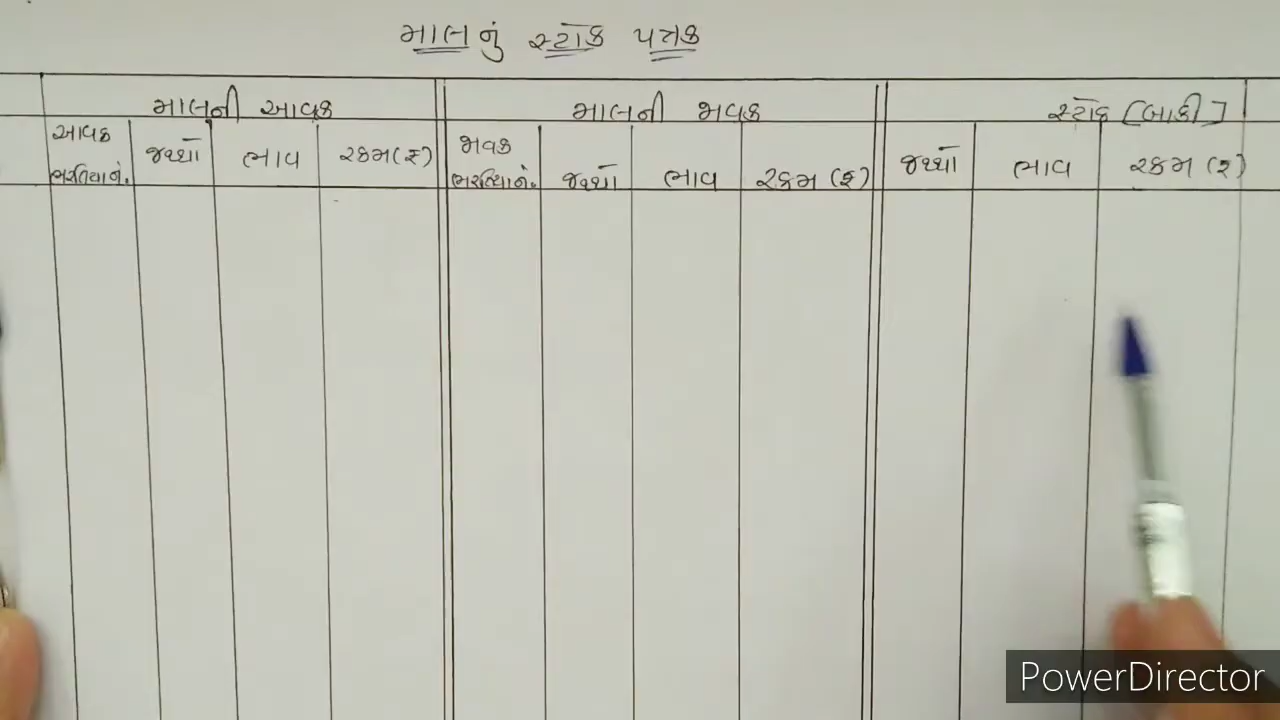 માલનું સ્ટૉક પત્રક
માલની આવક માલની જાવક સ્ટૉક [બાકી]
આવક ભરતિયા નં. જથ્થો ભાવ રકમ (₹) જાવક ભરતિયા નં. જથ્થો ભાવ રકમ (₹) જથ્થો ભાવ રકમ (₹)
PowerDirector